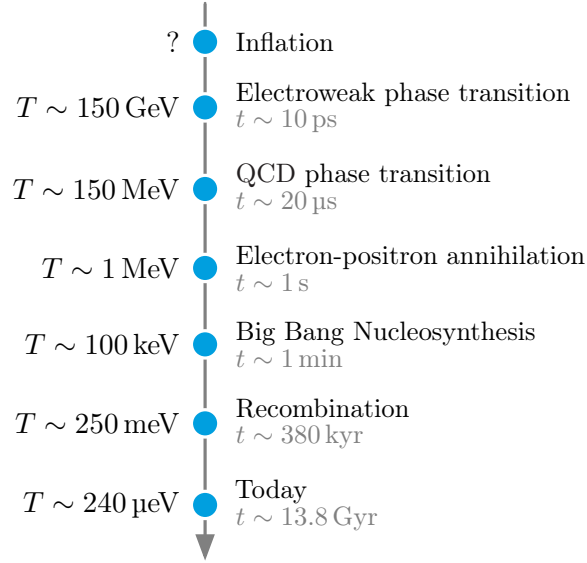 ? Inflation
T ∼ 150 GeV Electroweak phase transition
t ∼ 10 ps
T ∼ 150 MeV QCD phase transition
t ∼ 20 µs
T ∼ 1 MeV Electron-positron annihilation
t ∼ 1 s
T ∼ 100 keV Big Bang Nucleosynthesis
t ∼ 1 min
T ∼ 250 meV Recombination
t ∼ 380 kyr
T ∼ 240 µeV Today
t ∼ 13.8 Gyr